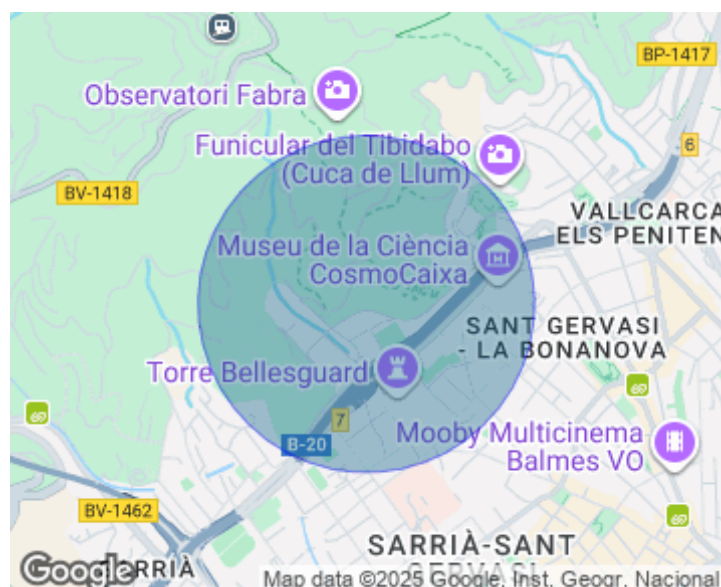 BP-1417
Observatori Fabra
Funicular del Tibidabo
(Cuca de Llum)
6
BV-1418
VALLCARCA
ELS PENITEN
Museu de la Ciència
CosmoCaixa
SANT GERVASI
- LA BONANOVA
Torre Bellesguard
7
B-20
Mooby Multicinema
Balmes VO
BV-1462
SARRIÀ-SANT
GERVASI
Google
Map data ©2025 Google, Inst. Geogr. Nacional